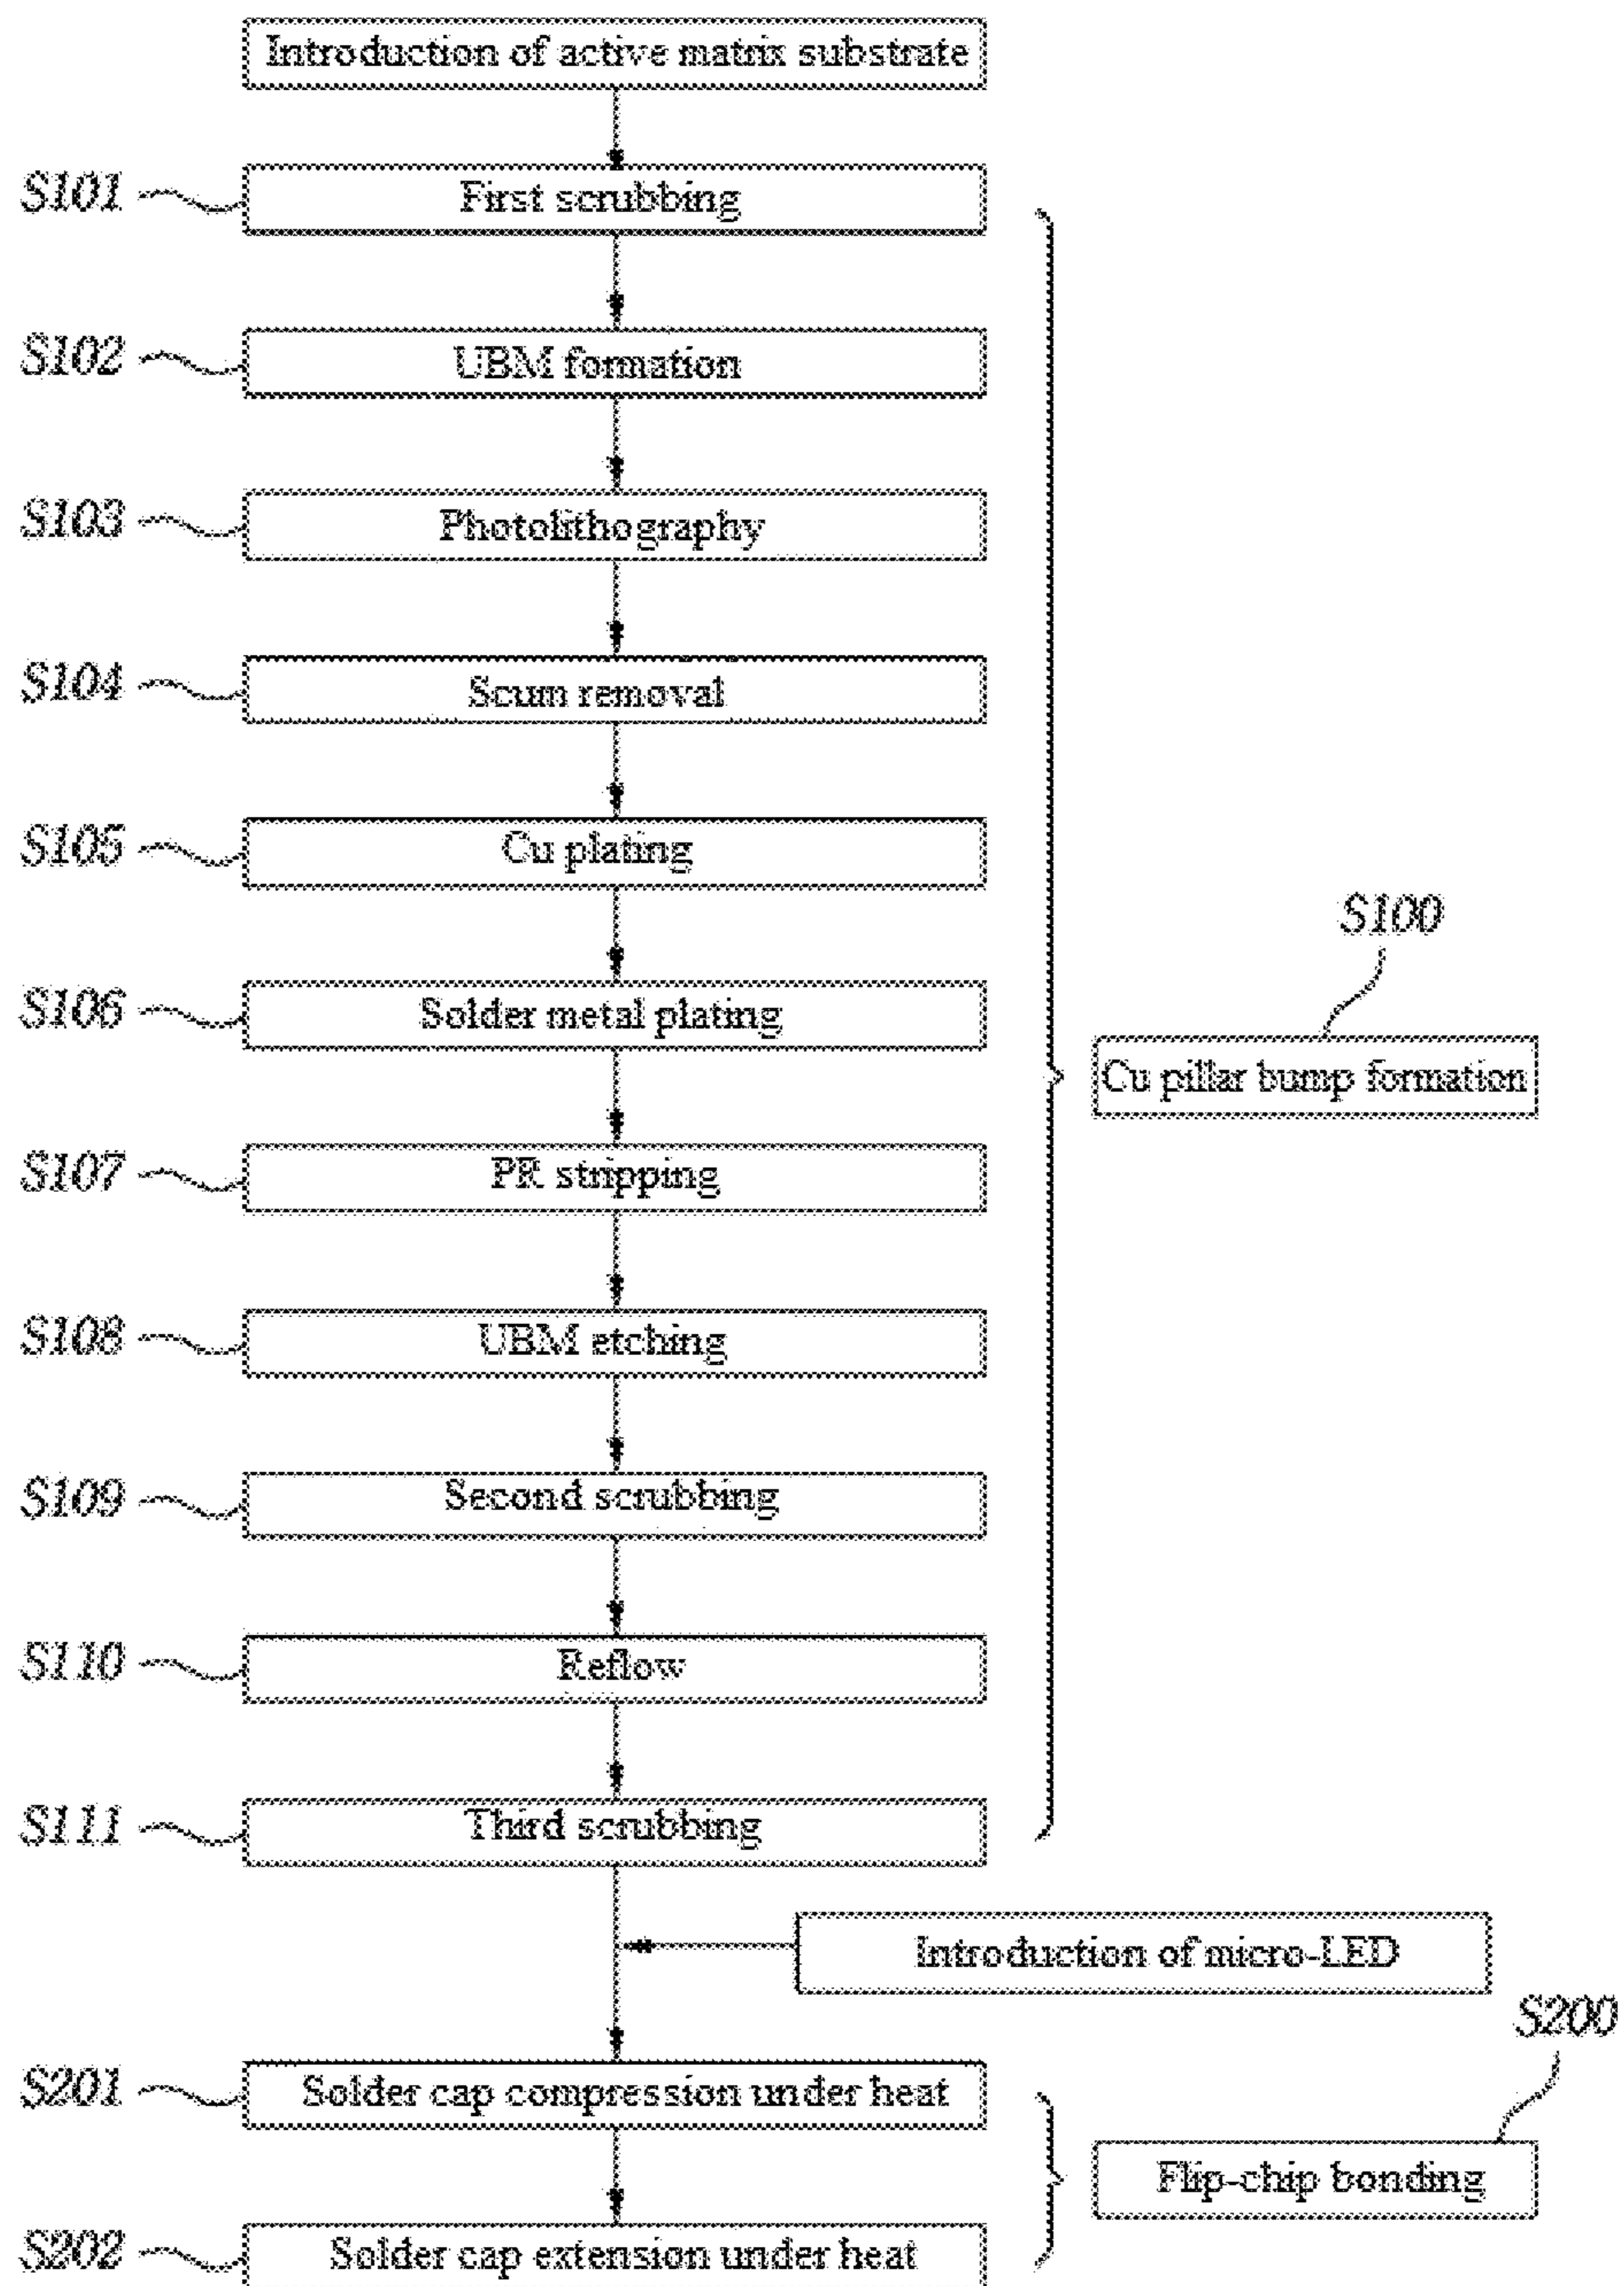 Introduction of active matrix substrate
S101
First scrubbing
S102
UBM formation
S103
Photolithography
S104
Scum removal
S105
Cu plating
S100
S106
Solder metal plating
Cu pillar bump formation
S107
PR stripping
S108
UBM etching
S109
Second scrubbing
S110
Reflow
S111
Third scrubbing
Introduction of micro-LED
S200
S201
Solder cap compression under heat
Flip-chip bonding
S202
Solder cap extension under heat